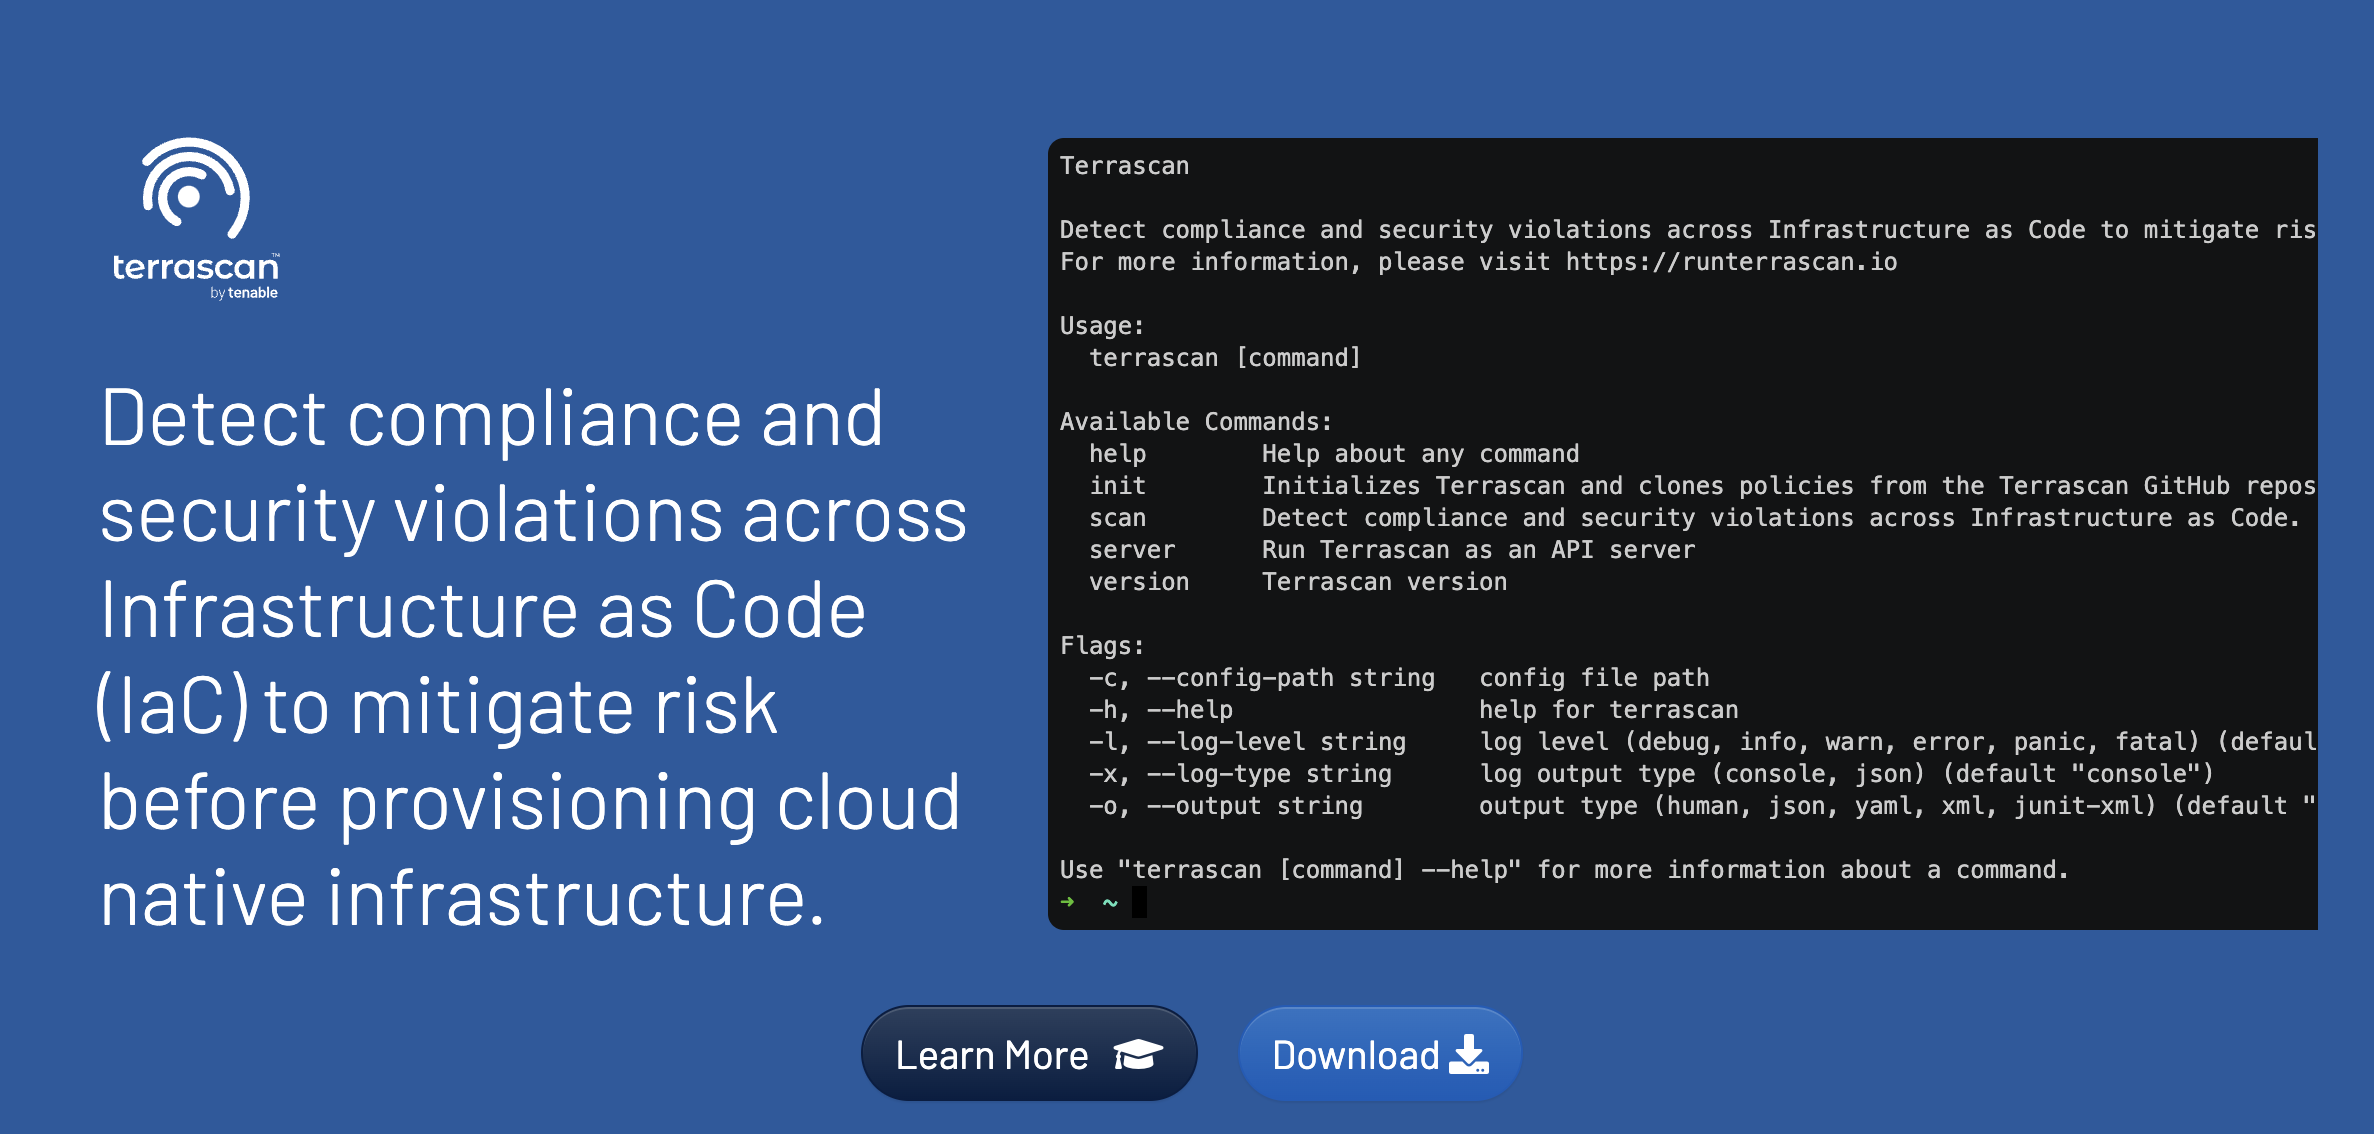 terrascan™
by tenable
Detect compliance and
security violations across
Infrastructure as Code
(IaC) to mitigate risk
before provisioning cloud
native infrastructure.
Terrascan
Detect compliance and security violations across Infrastructure as Code to mitigate ris
For more information, please visit https://runterrascan.io
Usage:
terrascan [command]
Available Commands:
help Help about any command
init Initializes Terrascan and clones policies from the Terrascan GitHub repos
scan Detect compliance and security violations across Infrastructure as Code.
server Run Terrascan as an API server
version Terrascan version
Flags:
-c, --config-path string config file path
-h, --help help for terrascan
-l, --log-level string log level (debug, info, warn, error, panic, fatal) (defaul
-x, --log-type string log output type (console, json) (default "console")
-o, --output string output type (human, json, yaml, xml, junit-xml) (default "
Use "terrascan [command] --help" for more information about a command.
➜ ~
Learn More
Download